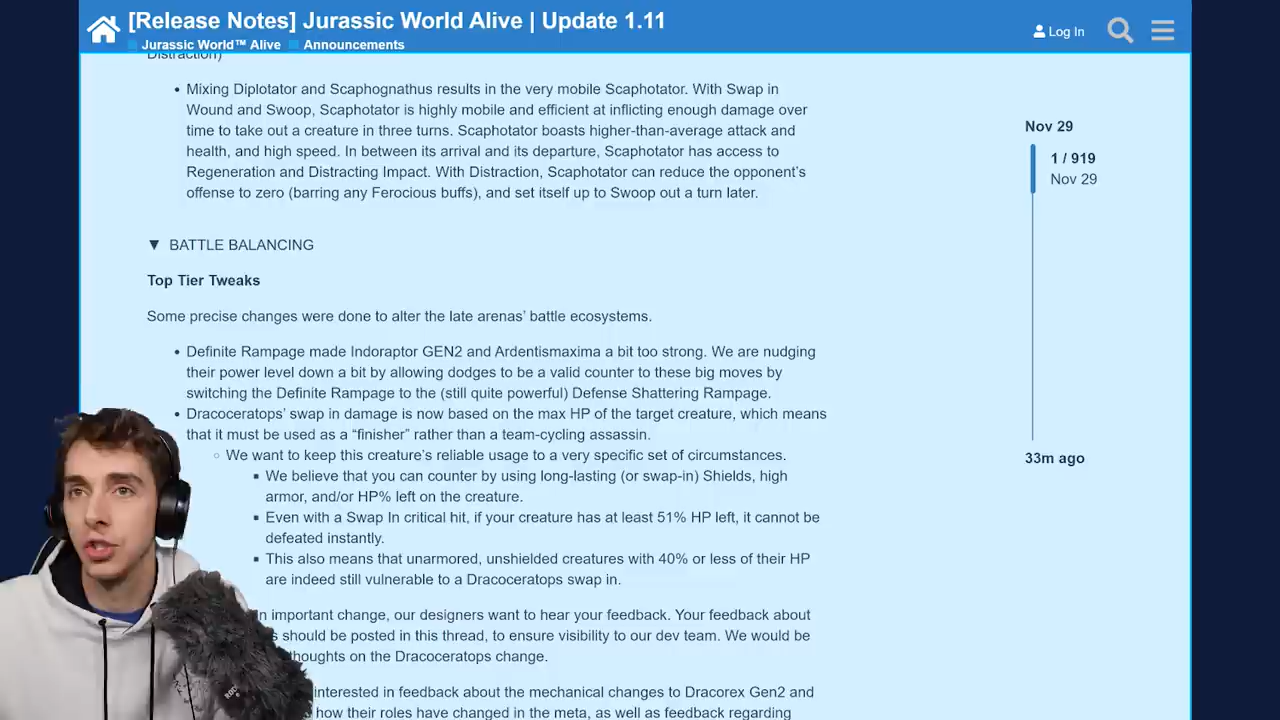 [Release Notes] Jurassic World Alive | Update 1.11
Jurassic World™ Alive Announcements
Log In
Distraction)
• Mixing Diplotator and Scaphognathus results in the very mobile Scaphotator. With Swap in
Wound and Swoop, Scaphotator is highly mobile and efficient at inflicting enough damage over
time to take out a creature in three turns. Scaphotator boasts higher-than-average attack and
health, and high speed. In between its arrival and its departure, Scaphotator has access to
Regeneration and Distracting Impact. With Distraction, Scaphotator can reduce the opponent's
offense to zero (barring any Ferocious buffs), and set itself up to Swoop out a turn later.
▼ BATTLE BALANCING
Top Tier Tweaks
Some precise changes were done to alter the late arenas' battle ecosystems.
• Definite Rampage made Indoraptor GEN2 and Ardentismaxima a bit too strong. We are nudging
their power level down a bit by allowing dodges to be a valid counter to these big moves by
switching the Definite Rampage to the (still quite powerful) Defense Shattering Rampage.
• Dracoceratops' swap in damage is now based on the max HP of the target creature, which means
that it must be used as a “finisher” rather than a team-cycling assassin.
◦ We want to keep this creature's reliable usage to a very specific set of circumstances.
▪ We believe that you can counter by using long-lasting (or swap-in) Shields, high
armor, and/or HP% left on the creature.
▪ Even with a Swap In critical hit, if your creature has at least 51% HP left, it cannot be
defeated instantly.
▪ This also means that unarmored, unshielded creatures with 40% or less of their HP
are indeed still vulnerable to a Dracoceratops swap in.
important change, our designers want to hear your feedback. Your feedback about
should be posted in this thread, to ensure visibility to our dev team. We would be
thoughts on the Dracoceratops change.
interested in feedback about the mechanical changes to Dracorex Gen2 and
how their roles have changed in the meta, as well as feedback regarding
Nov 29
1 / 919
Nov 29
33m ago